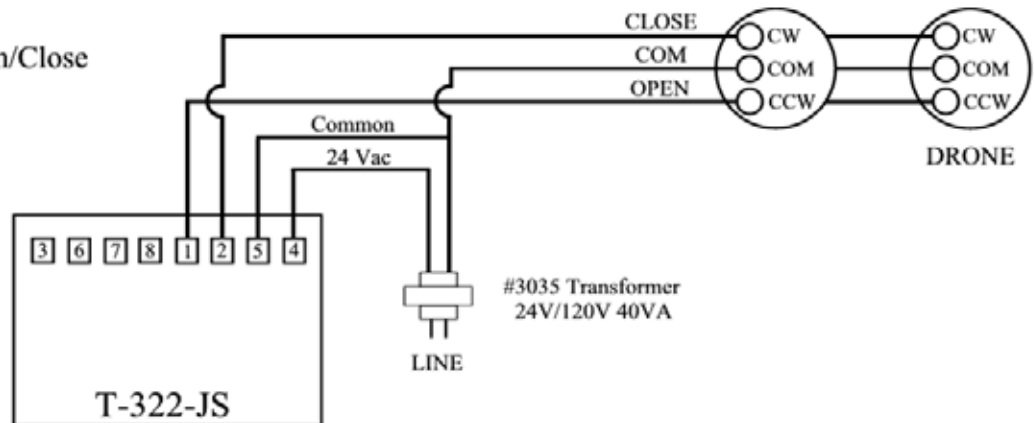 n/Close
CLOSE
COM
OPEN
Common
24 Vac
CW
COM
CCW
CW
COM
CCW
DRONE
3 6 7 8 1 2 5 4
#3035 Transformer
24V/120V 40VA
LINE
T-322-JS